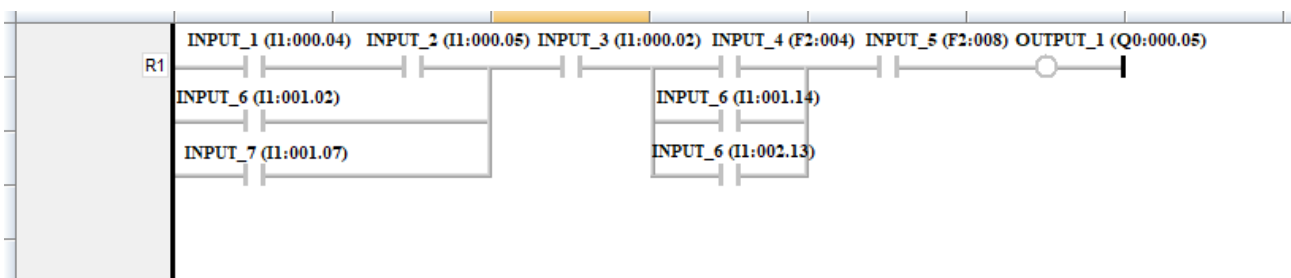 INPUT_1 (I1:000.04) INPUT_2 (I1:000.05) INPUT_3 (I1:000.02) INPUT_4 (F2:004) INPUT_5 (F2:008) OUTPUT_1 (Q0:000.05)
R1
INPUT_6 (I1:001.02) INPUT_6 (I1:001.14)
INPUT_7 (I1:001.07) INPUT_6 (I1:002.13)